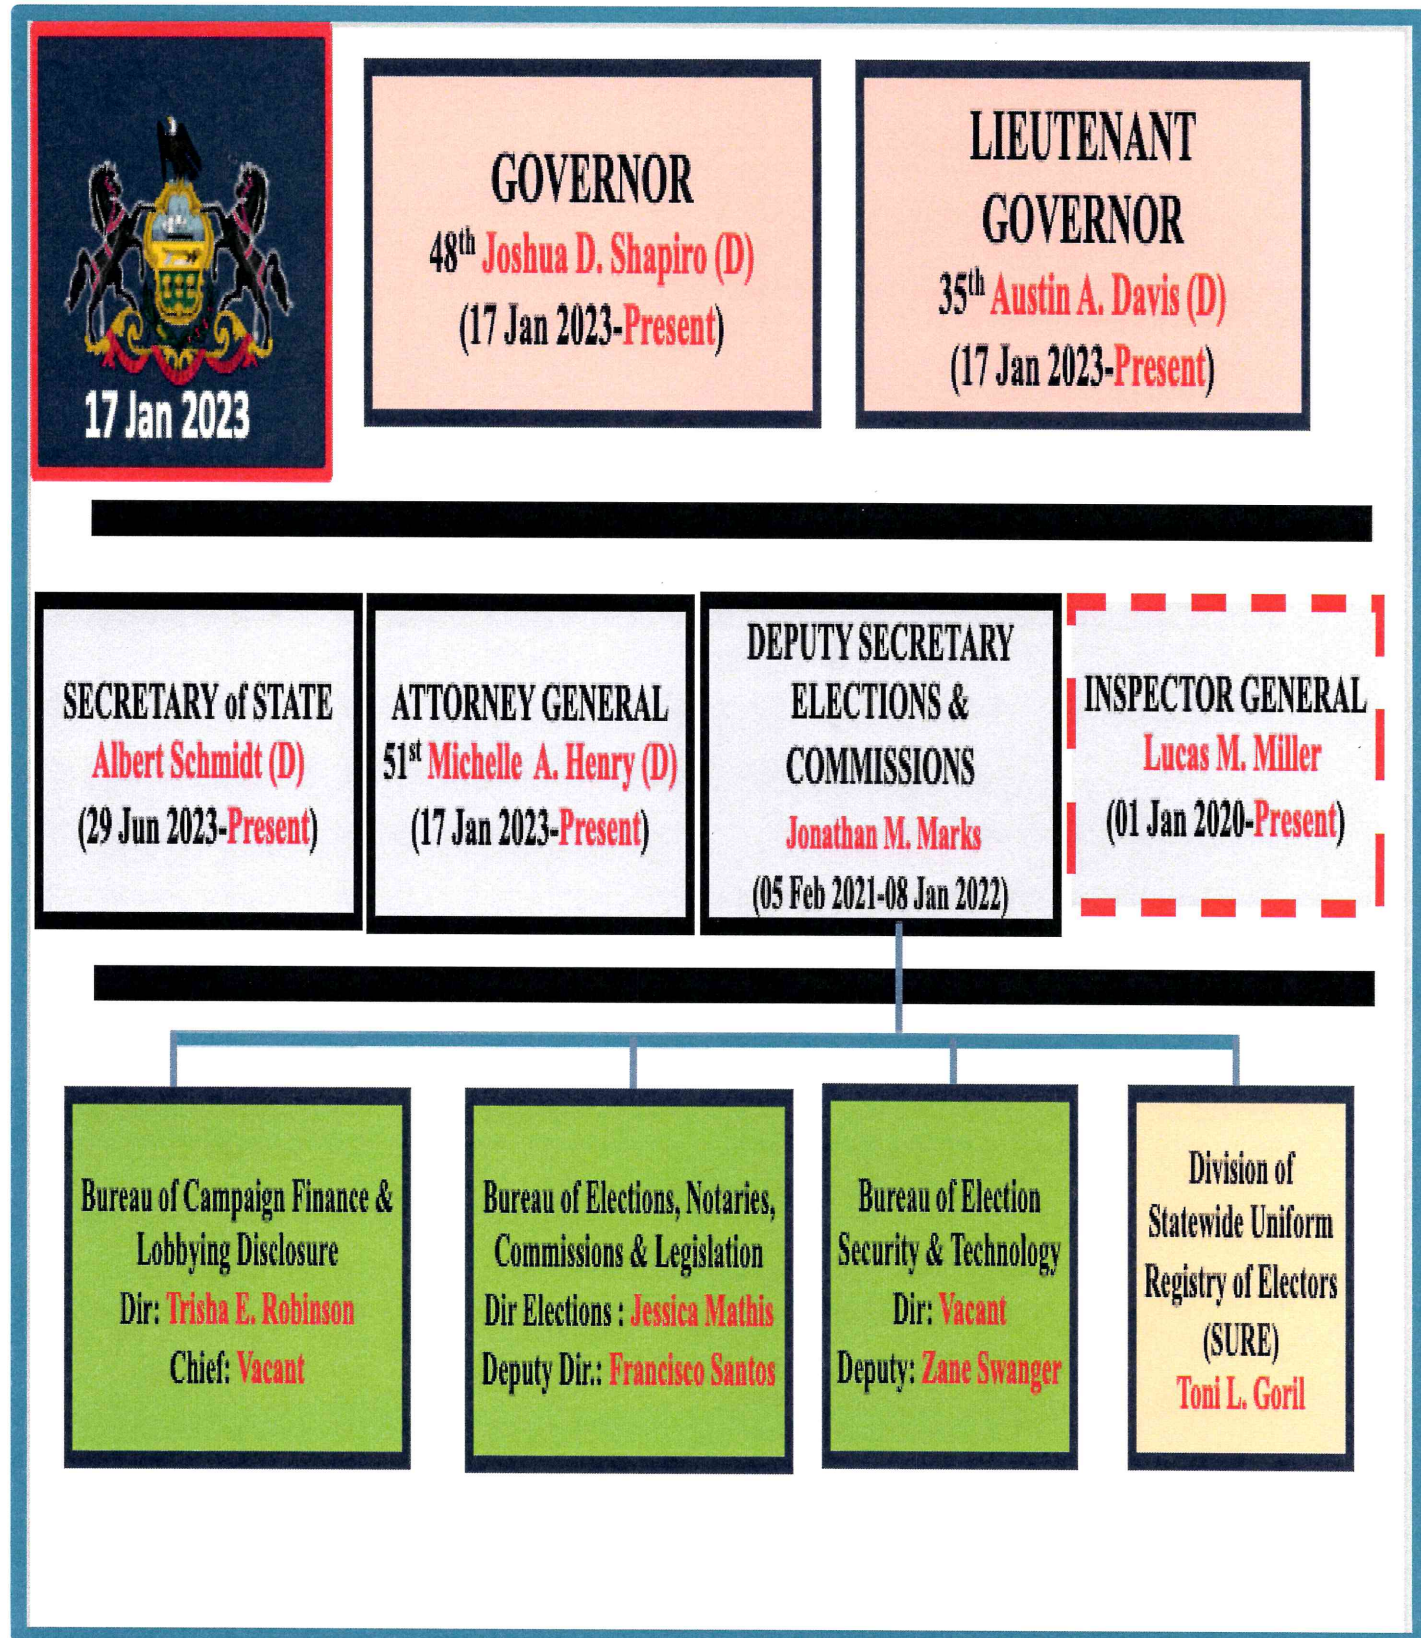 17 Jan 2023
GOVERNOR
48th Joshua D. Shapiro (D)
(17 Jan 2023-Present)
LIEUTENANT
GOVERNOR
35th Austin A. Davis (D)
(17 Jan 2023-Present)
SECRETARY of STATE
Albert Schmidt (D)
(29 Jun 2023-Present)
ATTORNEY GENERAL
51st Michelle A. Henry (D)
(17 Jan 2023-Present)
DEPUTY SECRETARY
ELECTIONS &
COMMISSIONS
Jonathan M. Marks
(05 Feb 2021-08 Jan 2022)
INSPECTOR GENERAL
Lucas M. Miller
(01 Jan 2020-Present)
Bureau of Campaign Finance &
Lobbying Disclosure
Dir: Trisha E. Robinson
Chief: Vacant
Bureau of Elections, Notaries,
Commissions & Legislation
Dir Elections : Jessica Mathis
Deputy Dir.: Francisco Santos
Bureau of Election
Security & Technology
Dir: Vacant
Deputy: Zane Swanger
Division of
Statewide Uniform
Registry of Electors
(SURE)
Toni L. Goril